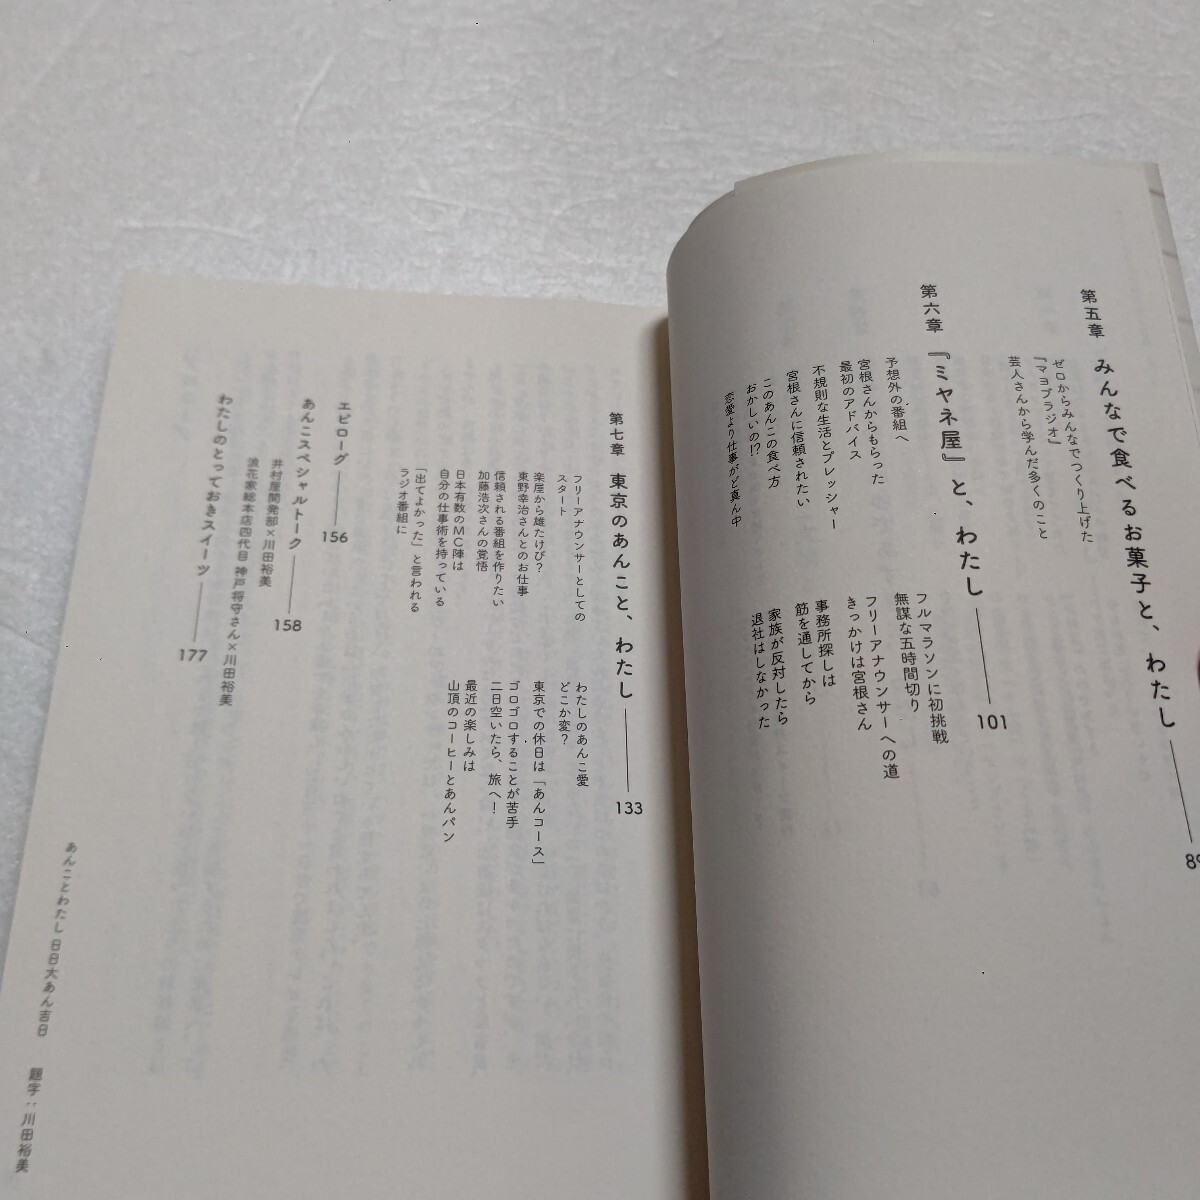 第五章　みんなで食べるお菓子と、わたし
89
ゼロからみんなでつくり上げた
『マヨブラジオ』
芸人さんから学んだ多くのこと
第六章　『ミヤネ屋』と、わたし
101
予想外の番組へ
宮根さんからもらった
最初のアドバイス
不規則な生活とプレッシャー
宮根さんに信頼されたい
このあんこの食べ方
おかしいの!?
恋愛より仕事がど真ん中
フルマラソンに初挑戦
無謀な五時間切り
フリーアナウンサーへの道
きっかけは宮根さん
事務所探しは
筋を通してから
家族が反対したら
退社はしなかった
第七章　東京のあんこと、わたし
133
フリーアナウンサーとしての
スタート
楽屋から雄たけび？
東野幸治さんとのお仕事
信頼される番組を作りたい
加藤浩次さんの覚悟
日本有数のMC陣は
自分の仕事術を持っている
「出てよかった」と言われる
ラジオ番組に
わたしのあんこ愛
どこか変？
東京での休日は「あんコース」
ゴロゴロすることが苦手
二日空いたら、旅へ！
最近の楽しみは
山頂のコーヒーとあんパン
エピローグ
156
あんこスペシャルトーク
158
井村屋開発部×川田裕美
浪花家総本店四代目 神戸将守さん×川田裕美
わたしのとっておきスイーツ
177
あんことわたし 日日大あん吉日
題字：川田裕美